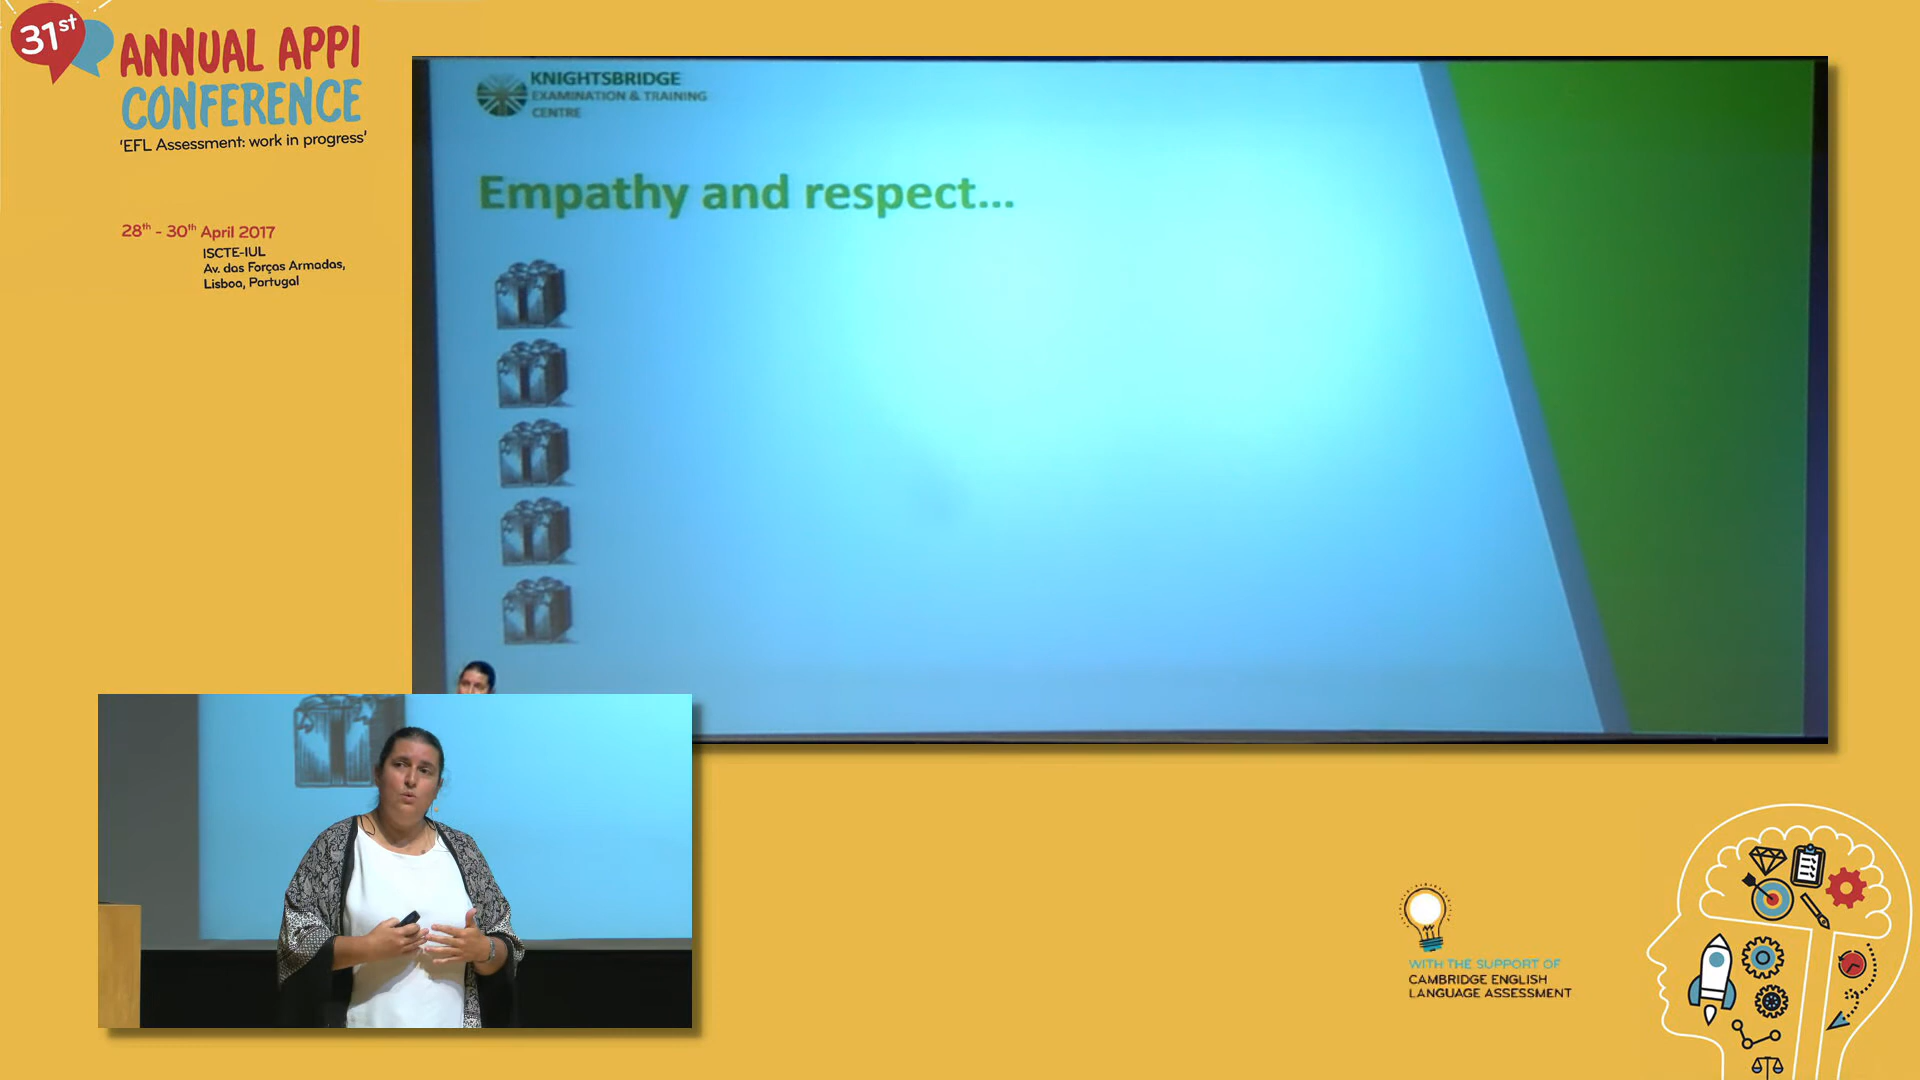 31st
ANNUAL APPI
CONFERENCE
'EFL Assessment: work in progress'
28th - 30th April 2017
ISCTE-IUL
Av. das Forças Armadas,
Lisboa, Portugal
KNIGHTSBRIDGE
EXAMINATION & TRAINING
CENTRE
Empathy and respect...
WITH THE SUPPORT OF
CAMBRIDGE ENGLISH
LANGUAGE ASSESSMENT